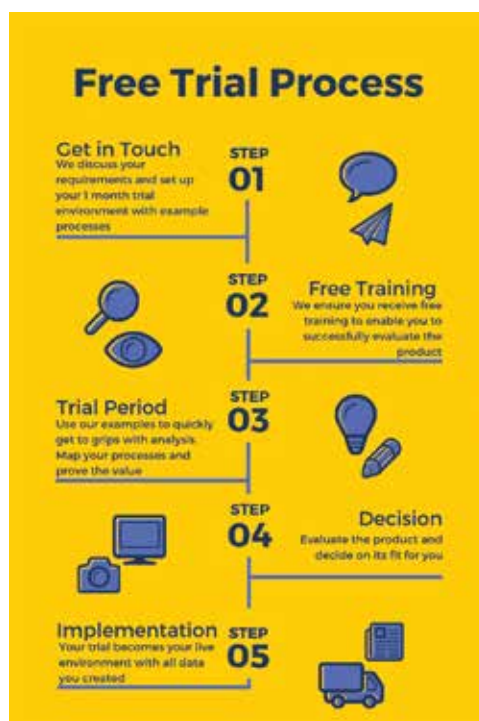 Free Trial Process
Get in Touch
We discuss your
requirements and set up
your 1 month trial
environment with example
processes
STEP
01
STEP
02
Free Training
We ensure you receive free
training to enable you to
successfully evaluate the
product
Trial Period
Use our examples to quickly
get to grips with analysis.
Map your processes and
prove the value
STEP
03
STEP
04
Decision
Evaluate the product and
decide on its fit for you
Implementation
Your trial becomes your live
environment with all data
you created
STEP
05